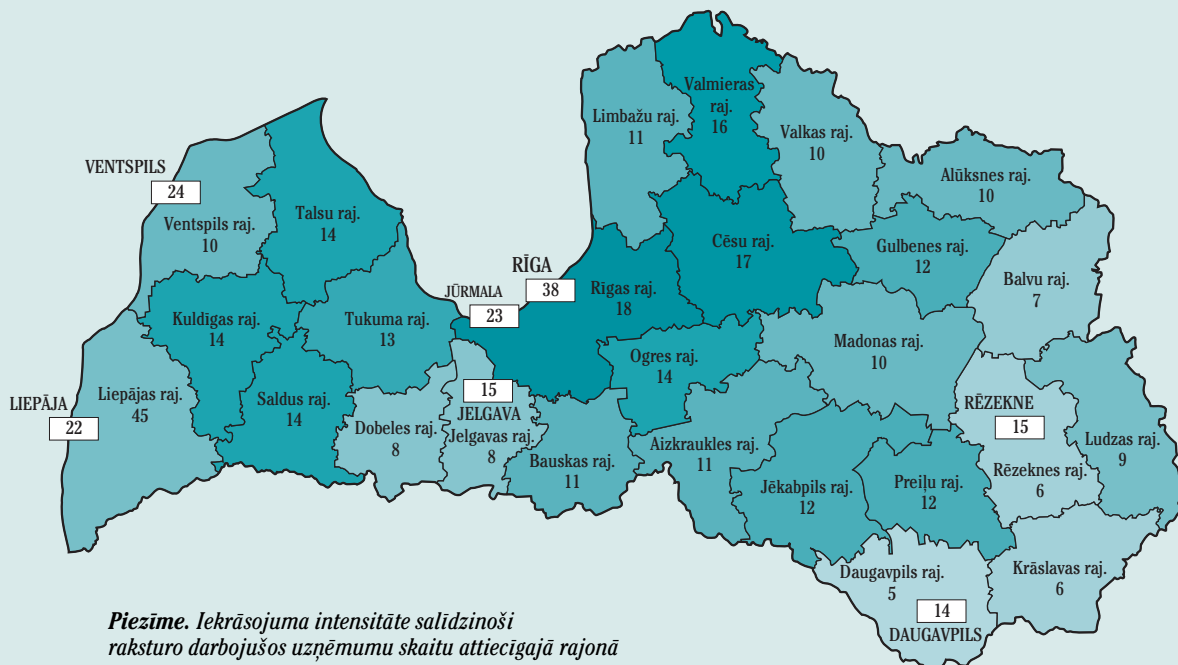 Valmieras
raj.
16
Limbažu raj.
11
Valkas raj.
10
VENTSPILS
24
Alūksnes raj.
10
Ventspils raj.
10
Talsu raj.
14
Cēsu raj.
17
Gulbenes raj.
12
RĪGA
38
JŪRMALA
23
Rīgas raj.
18
Balvu raj.
7
Kuldīgas raj.
14
Tukuma raj.
13
Madonas raj.
10
Ogres raj.
14
LIEPĀJA
22
Liepājas raj.
45
Saldus raj.
14
15
JELGAVA
Jelgavas raj.
8
Dobeles raj.
8
Bauskas raj.
11
Aizkraukles raj.
11
RĒZEKNE
15
Rēzeknes raj.
6
Ludzas raj.
9
Jēkabpils raj.
12
Preiļu raj.
12
Daugavpils raj.
5
14
DAUGAVPILS
Krāslavas raj.
6
Piezīme. Iekrāsojuma intensitāte salīdzinoši
raksturo darbojušos uzņēmumu skaitu attiecīgajā rajonā